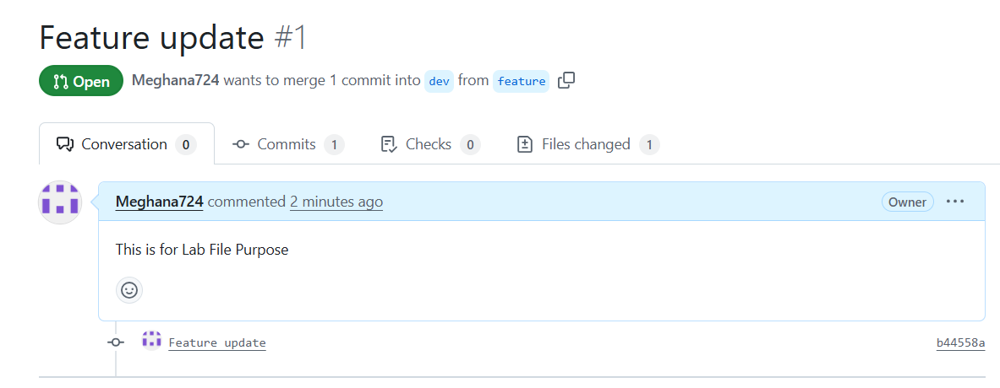 Feature update #1
Open Meghana724 wants to merge 1 commit into dev from feature
Conversation 0 Commits 1 Checks 0 Files changed 1
Meghana724 commented 2 minutes ago Owner
This is for Lab File Purpose
Feature update b44558a